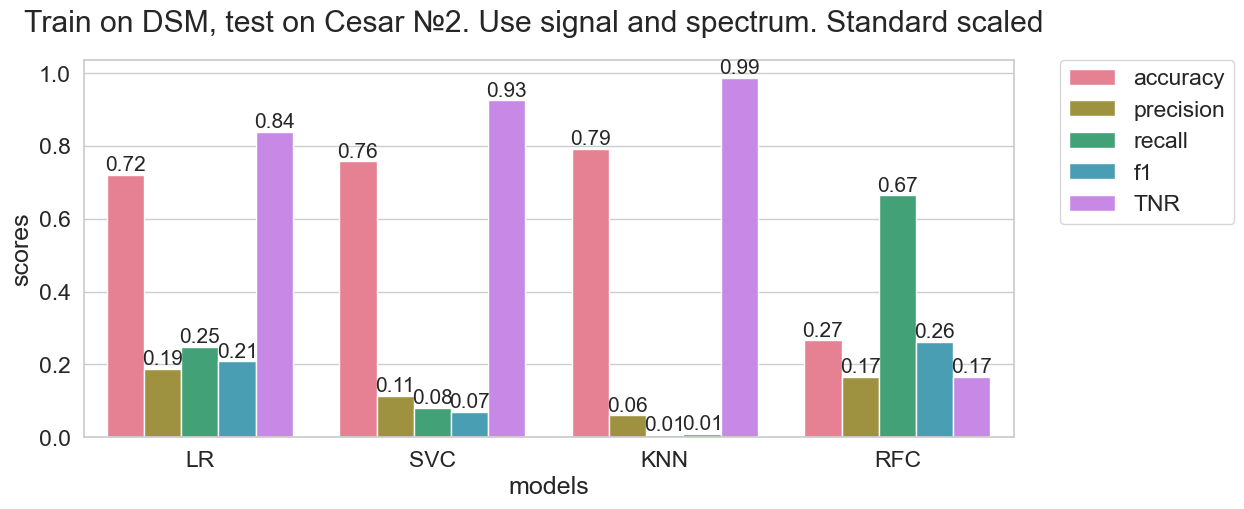 Train on DSM, test on Cesar №2. Use signal and spectrum. Standard scaled
scores
1.0
0.8
0.6
0.4
0.2
0.0
0.72
0.19
0.25
0.21
0.84
0.76
0.11
0.08
0.07
0.93
0.79
0.06
0.01
0.01
0.99
0.27
0.17
0.67
0.26
0.17
LR
SVC
KNN
RFC
models
accuracy
precision
recall
f1
TNR